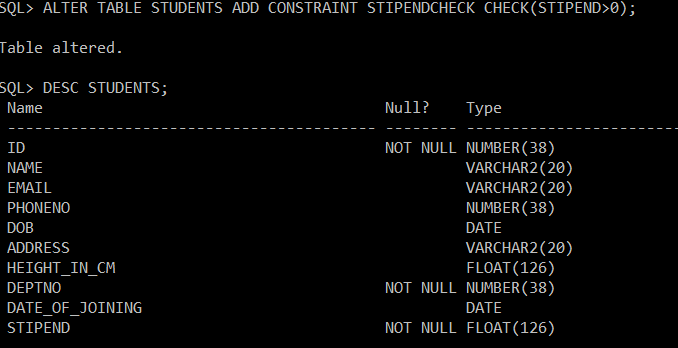 SQL> ALTER TABLE STUDENTS ADD CONSTRAINT STIPENDCHECK CHECK(STIPEND>0);
Table altered.
SQL> DESC STUDENTS;
Name Null? Type
----------------------------------------- -------- ------------------------
ID NOT NULL NUMBER(38)
NAME VARCHAR2(20)
EMAIL VARCHAR2(20)
PHONENO NUMBER(38)
DOB DATE
ADDRESS VARCHAR2(20)
HEIGHT_IN_CM FLOAT(126)
DEPTNO NOT NULL NUMBER(38)
DATE_OF_JOINING DATE
STIPEND NOT NULL FLOAT(126)